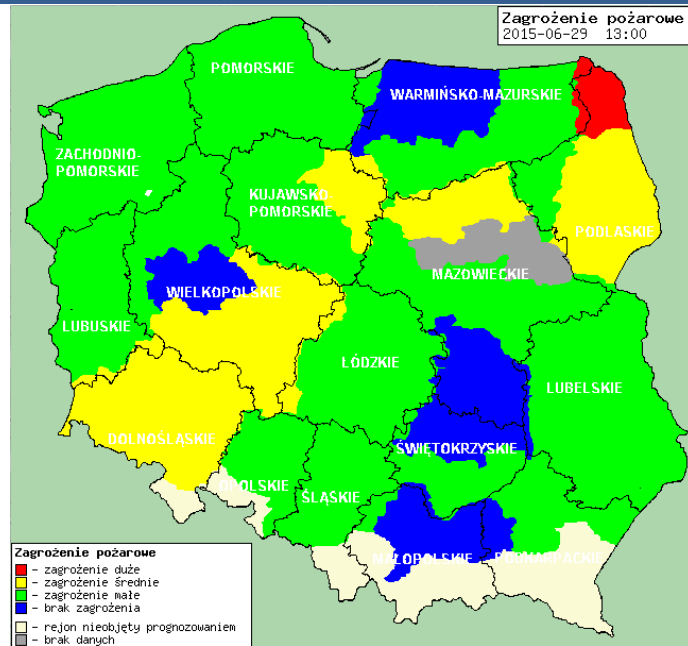 Zagrożenie pożarowe
2015-06-29 13:00
POMORSKIE
WARMIŃSKO-MAZURSKIE
ZACHODNIO-
POMORSKIE
KUJAWSKO-
POMORSKIE
PODLASKIE
MAZOWIECKIE
WIELKOPOLSKIE
LUBUSKIE
ŁÓDZKIE
LUBELSKIE
DOLNOŚLĄSKIE
ŚWIĘTOKRZYSKIE
OPOLSKIE
ŚLĄSKIE
MAŁOPOLSKIE
PODKARPACKIE
Zagrożenie pożarowe
- zagrożenie duże
- zagrożenie średnie
- zagrożenie małe
- brak zagrożenia
- rejon nieobjęty prognozowaniem
- brak danych